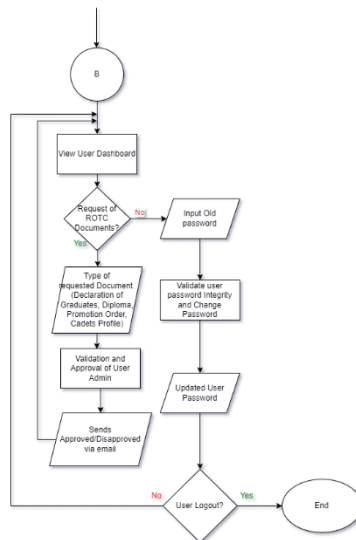 B
View User Dashboard
Request of
ROTC
Documents?
No
Yes
Input Old
password
Type of
requested Document
(Declaration of
Graduates, Diploma,
Promotion Order,
Cadets Profile)
Validate user
password Integrity
and Change
Password
Validation and
Approval of User
Admin
Updated User
Password
Sends
Approved/Disapproved
via email
No
User Logout?
Yes
End